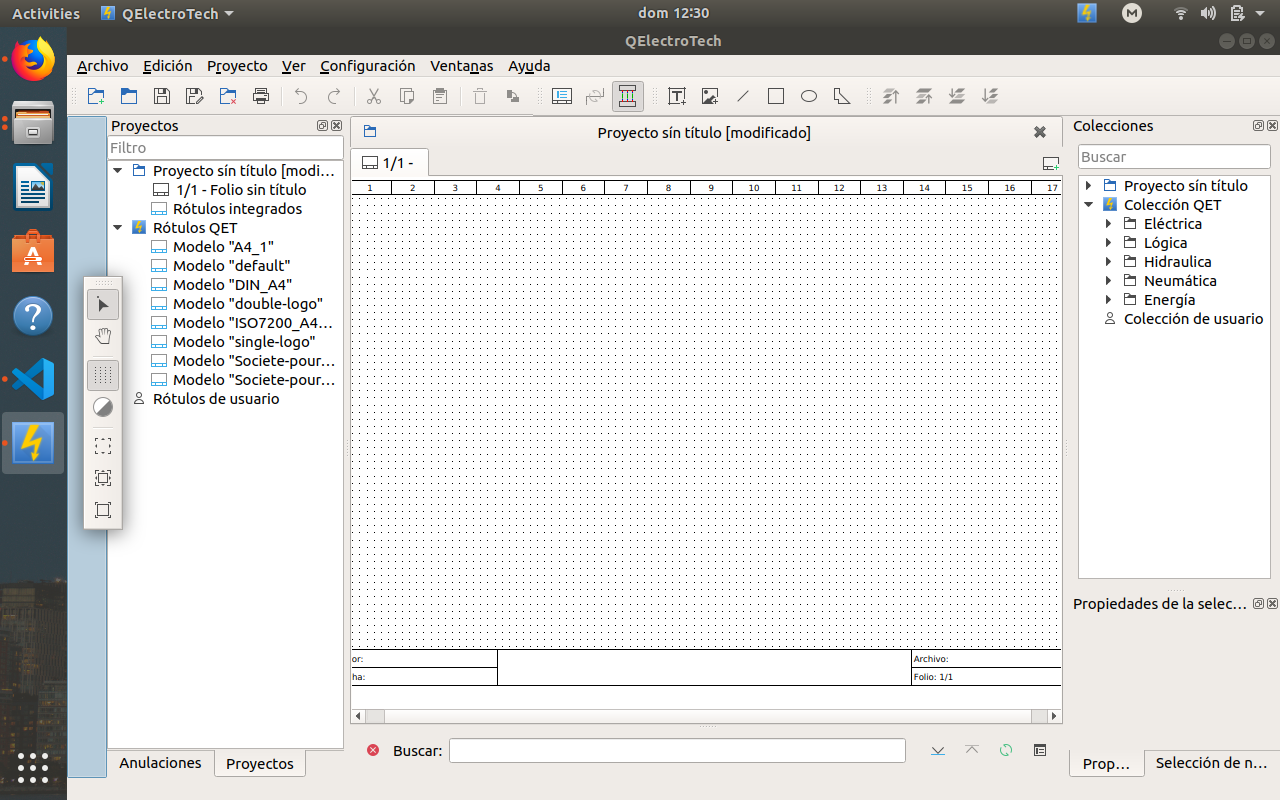 Activities
QElectroTech
dom 12:30
QElectroTech
Archivo Edición Proyecto Ver Configuración Ventanas Ayuda
Proyectos
Filtro
Proyecto sín título [modi...
1/1 - Folio sin título
Rótulos integrados
Rótulos QET
Modelo "A4_1"
Modelo "default"
Modelo "DIN_A4"
Modelo "double-logo"
Modelo "ISO7200_A4...
Modelo "single-logo"
Modelo "Societe-pour...
Modelo "Societe-pour...
Rótulos de usuario
Anulaciones
Proyectos
Proyecto sín título [modificado]
1/1 -
1 2 3 4 5 6 7 8 9 10 11 12 13 14 15 16 17
or:
ha:
Archivo:
Folio: 1/1
Buscar:
Colecciones
Buscar
Proyecto sín título
Colección QET
Eléctrica
Lógica
Hidraulica
Neumática
Energía
Colección de usuario
Propiedades de la selec...
Prop...
Selección de n...